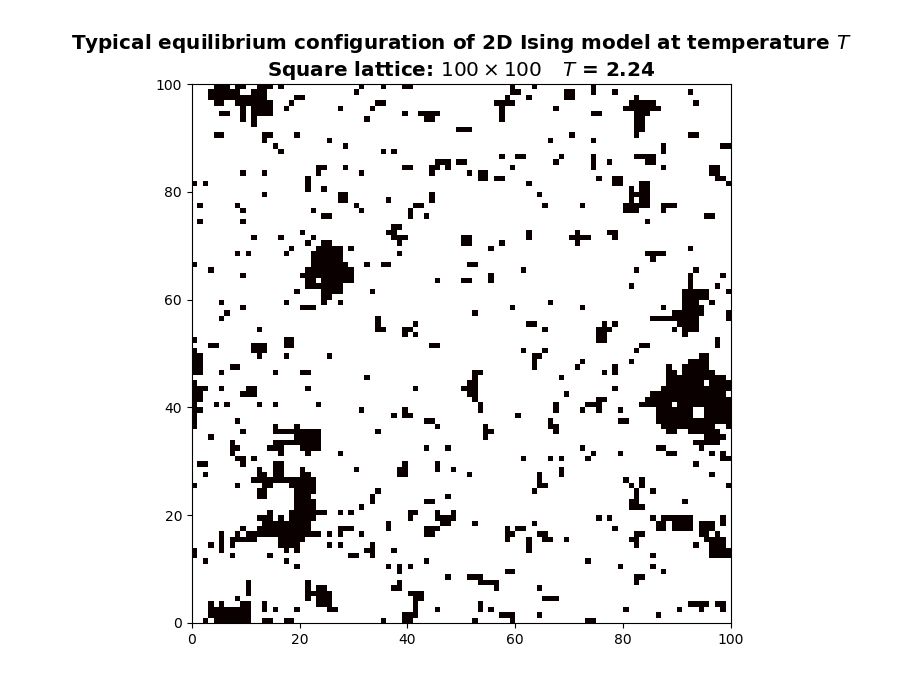 Typical equilibrium configuration of 2D Ising model at temperature T
Square lattice: 100 × 100 T = 2.24
100
80
60
40
20
0
0 20 40 60 80 100